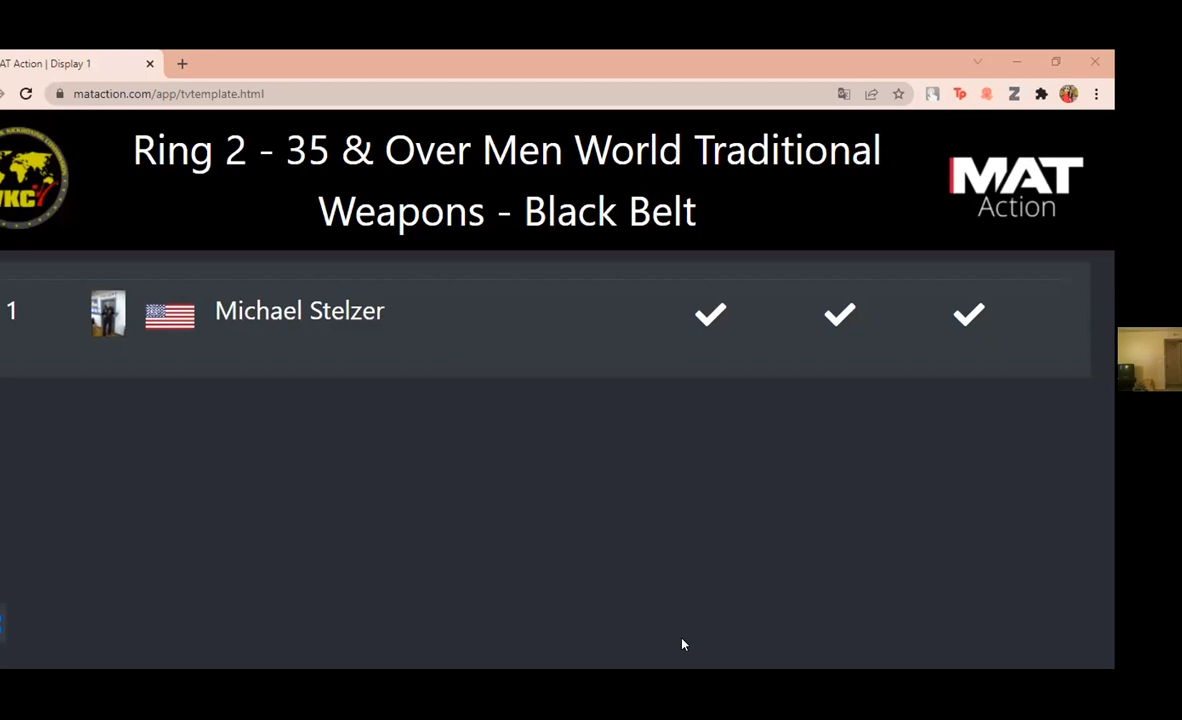 AT Action | Display 1
mataction.com/app/tvtemplate.html
Ring 2 - 35 & Over Men World Traditional
Weapons - Black Belt
MAT
Action
1
Michael Stelzer